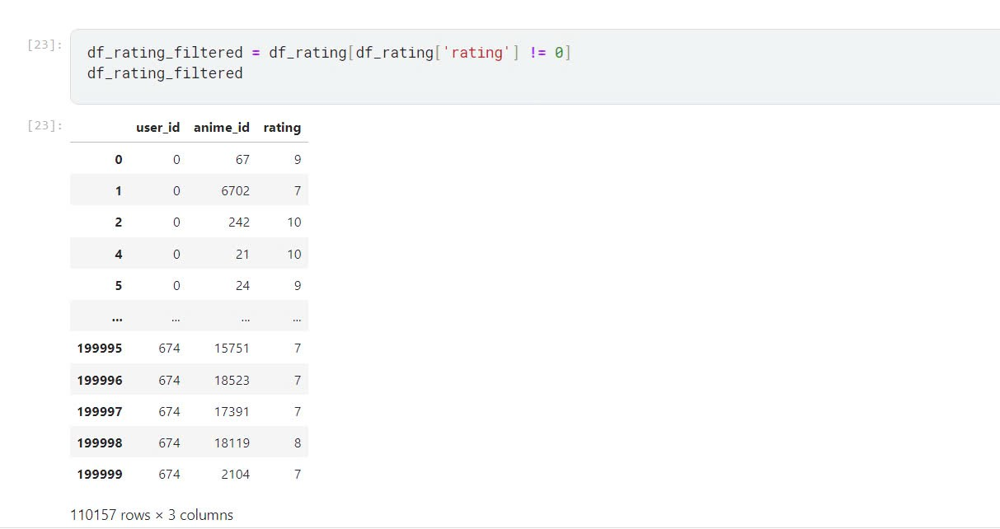 [23]:
df_rating_filtered = df_rating[df_rating['rating'] != 0]
df_rating_filtered
[23]:
user_id anime_id rating
0 0 67 9
1 0 6702 7
2 0 242 10
4 0 21 10
5 0 24 9
... ... ... ...
199995 674 15751 7
199996 674 18523 7
199997 674 17391 7
199998 674 18119 8
199999 674 2104 7
110157 rows × 3 columns